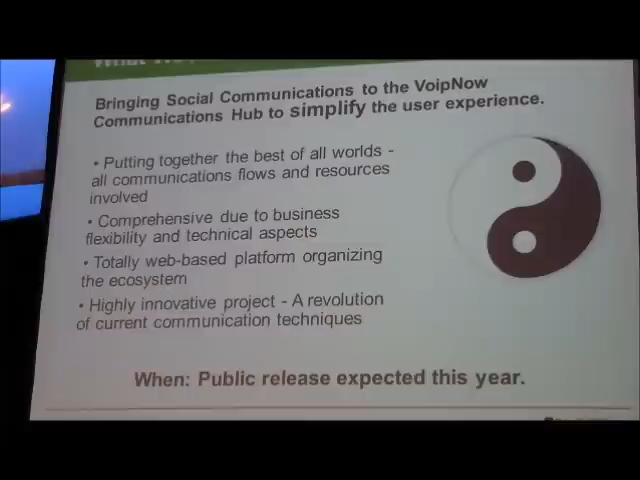 Bringing Social Communications to the VoipNow
Communications Hub to simplify the user experience.
• Putting together the best of all worlds -
all communications flows and resources
involved
• Comprehensive due to business
flexibility and technical aspects
• Totally web-based platform organizing
the ecosystem
• Highly innovative project - A revolution
of current communication techniques
When: Public release expected this year.